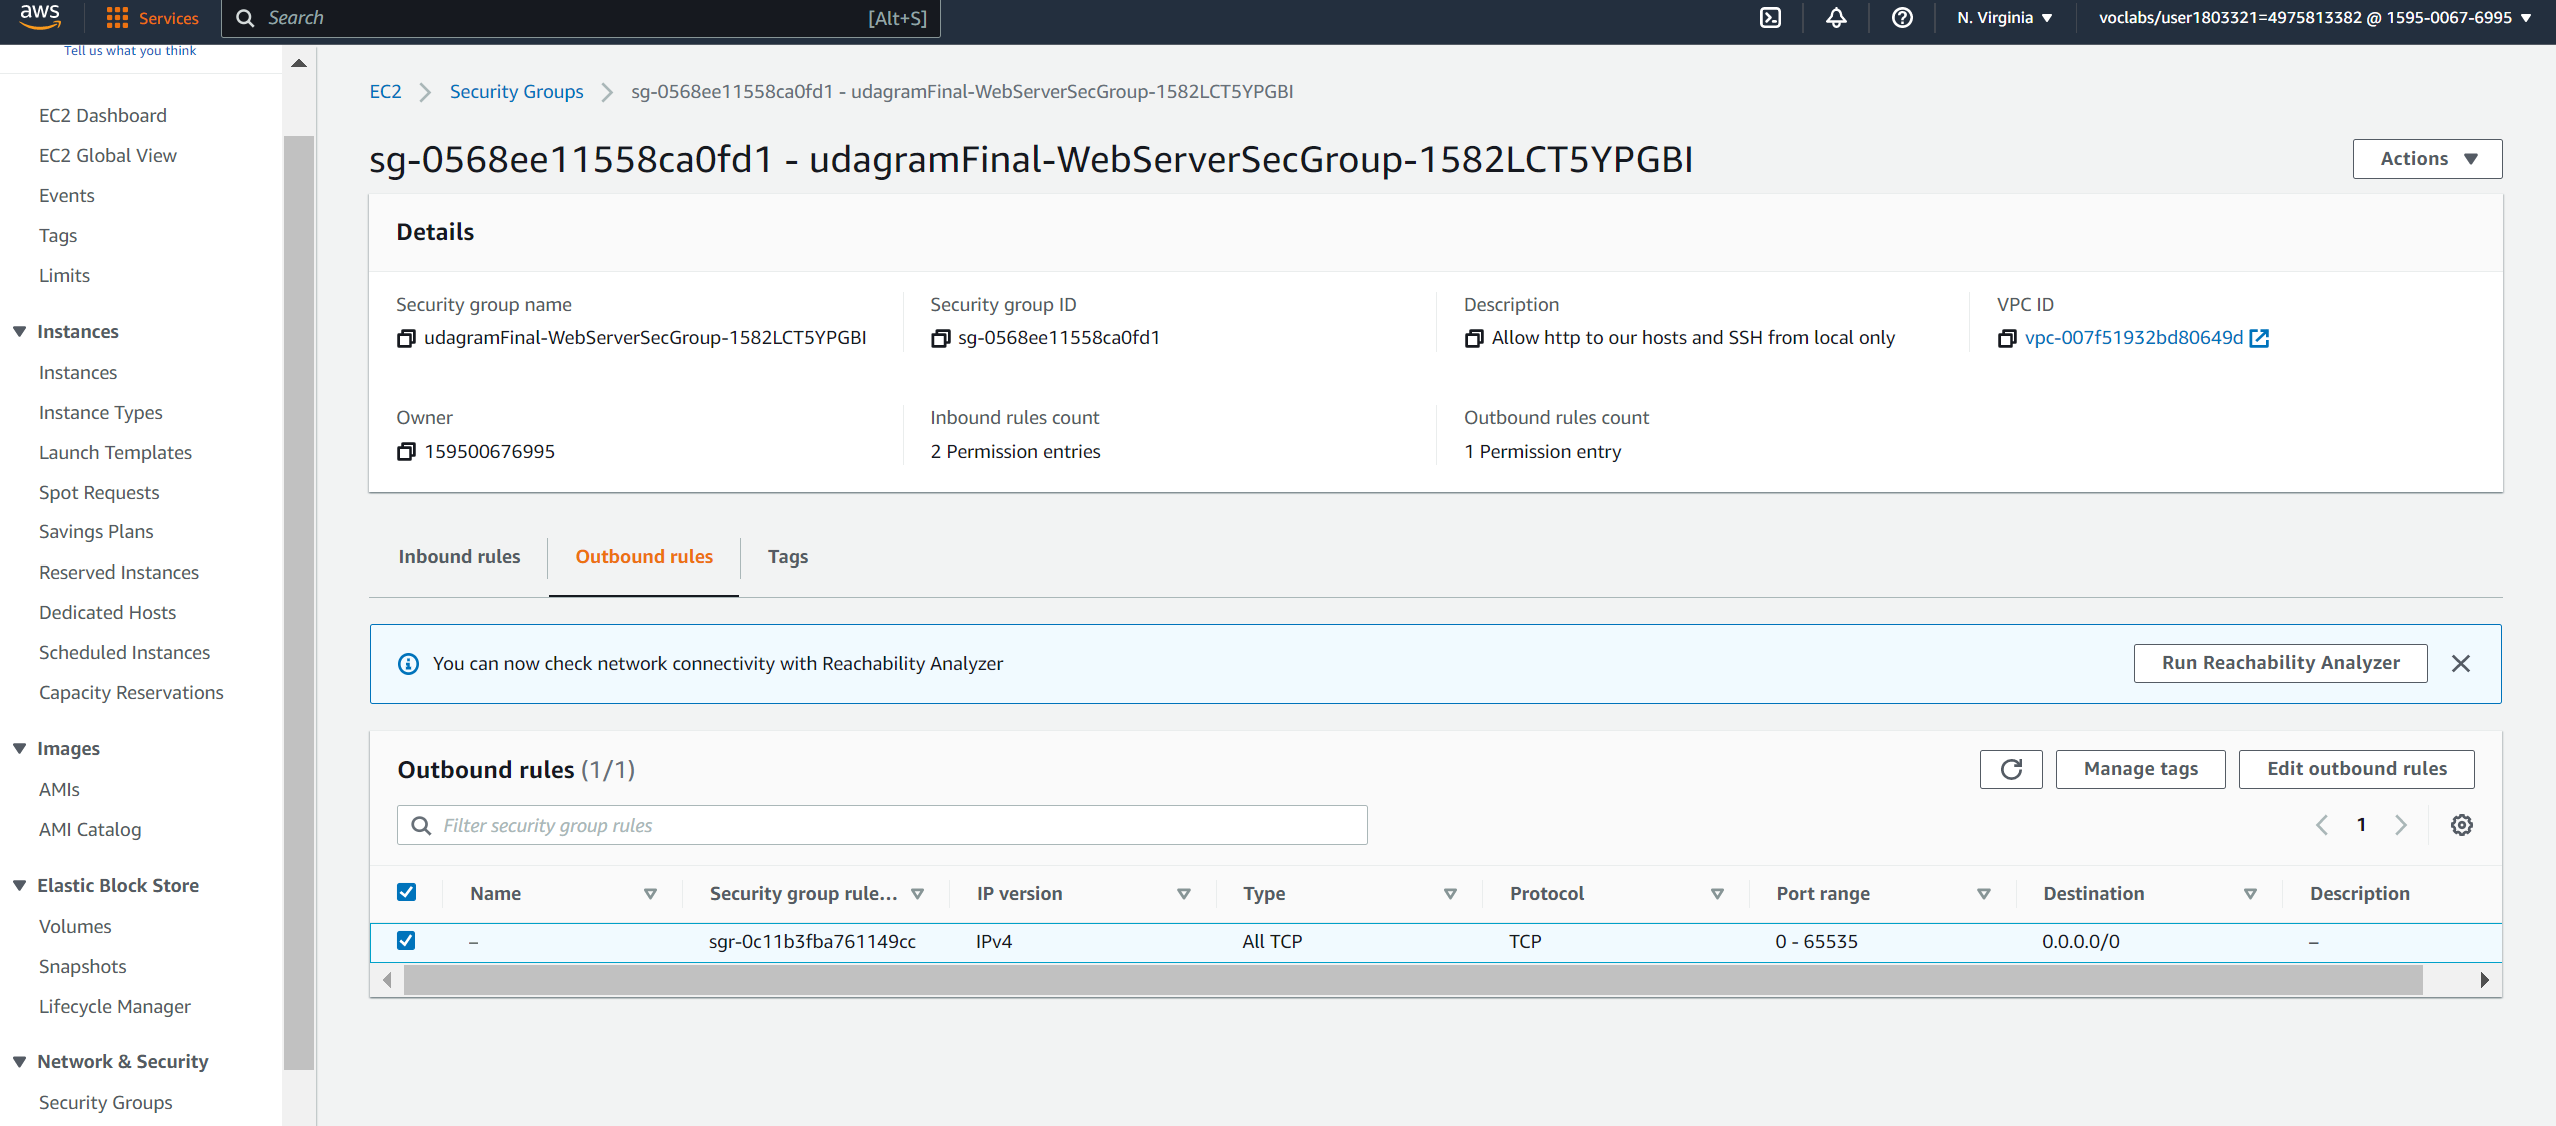 aws
Services
Search
[Alt+S]
N. Virginia
voclabs/user1803321=4975813382 @ 1595-0067-6995
Tell us what you think
EC2 Dashboard
EC2 Global View
Events
Tags
Limits
Instances
Instances
Instance Types
Launch Templates
Spot Requests
Savings Plans
Reserved Instances
Dedicated Hosts
Scheduled Instances
Capacity Reservations
Images
AMIs
AMI Catalog
Elastic Block Store
Volumes
Snapshots
Lifecycle Manager
Network & Security
Security Groups
EC2 > Security Groups > sg-0568ee11558ca0fd1 - udagramFinal-WebServerSecGroup-1582LCT5YPGBI
sg-0568ee11558ca0fd1 - udagramFinal-WebServerSecGroup-1582LCT5YPGBI
Actions
Details
Security group name
udagramFinal-WebServerSecGroup-1582LCT5YPGBI
Security group ID
sg-0568ee11558ca0fd1
Description
Allow http to our hosts and SSH from local only
VPC ID
vpc-007f51932bd80649d
Owner
159500676995
Inbound rules count
2 Permission entries
Outbound rules count
1 Permission entry
Inbound rules
Outbound rules
Tags
You can now check network connectivity with Reachability Analyzer
Run Reachability Analyzer
Outbound rules (1/1)
Manage tags
Edit outbound rules
Filter security group rules
1
Name Security group rule... IP version Type Protocol Port range Destination Description
– sgr-0c11b3fba761149cc IPv4 All TCP TCP 0 - 65535 0.0.0.0/0 –